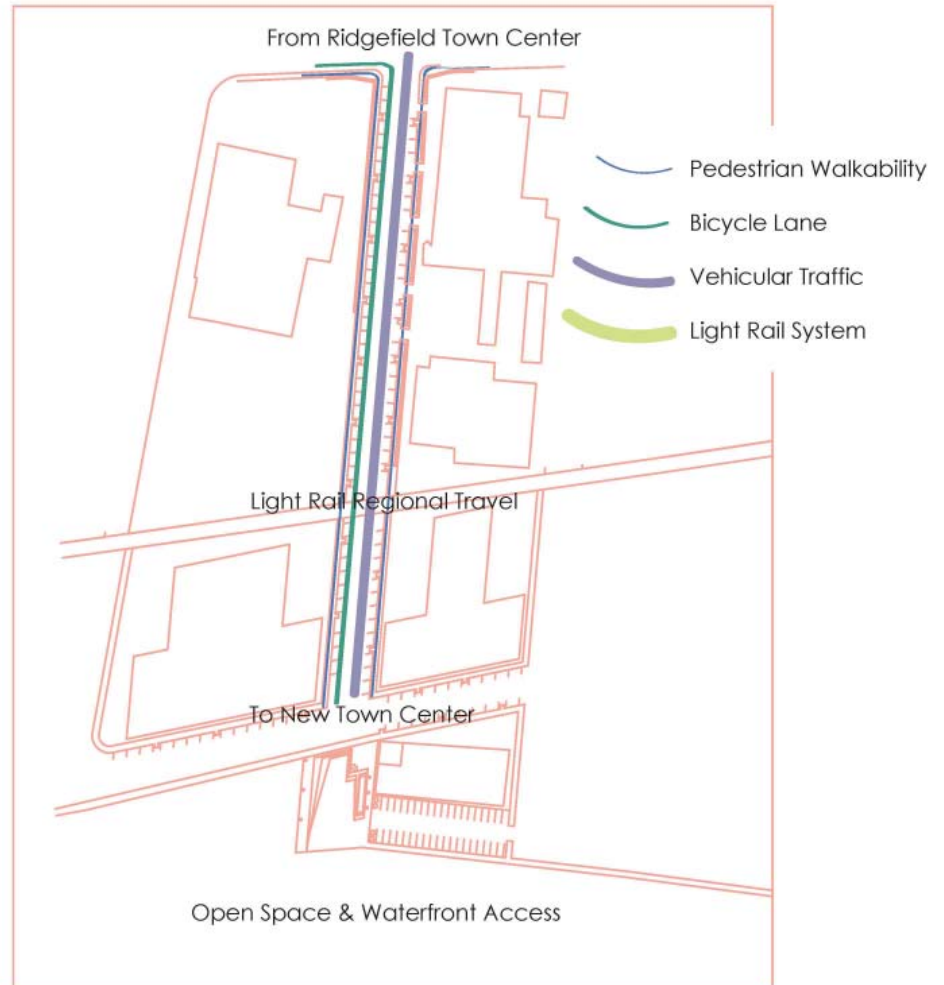 From Ridgefield Town Center
Pedestrian Walkability
Bicycle Lane
Vehicular Traffic
Light Rail System
Light Rail Regional Travel
To New Town Center
Open Space & Waterfront Access